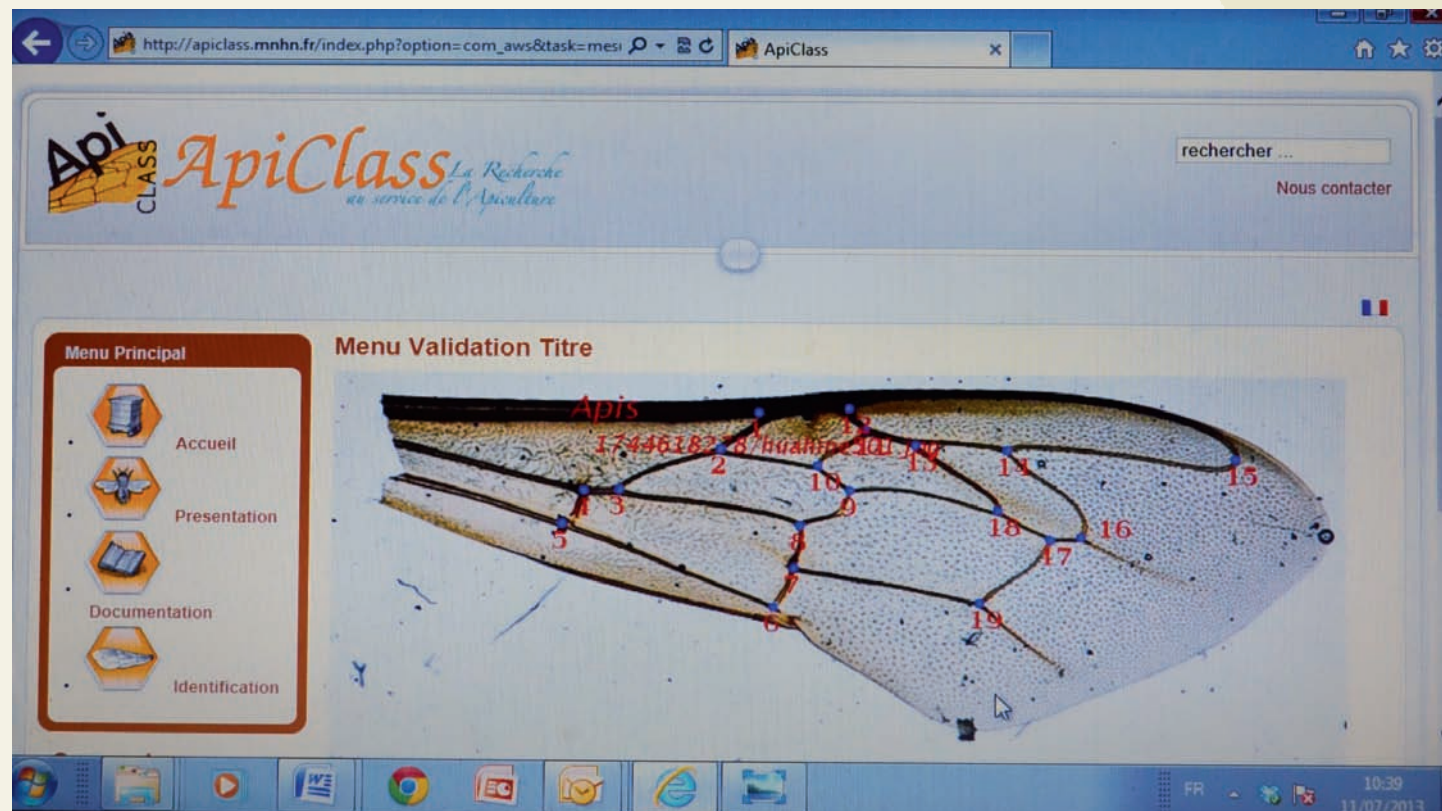 http://apiclass.mnhn.fr/index.php?option=com_aws&task=mesi
ApiClass
Api
CLASS
ApiClass
La Recherche
au service de l'Apiculture
rechercher ...
Nous contacter
Menu Principal
Accueil
Presentation
Documentation
Identification
Menu Validation Titre
Apis
1
2
3
4
5
6
7
8
9
10
12
13
14
15
16
17
18
19
FR
10:39